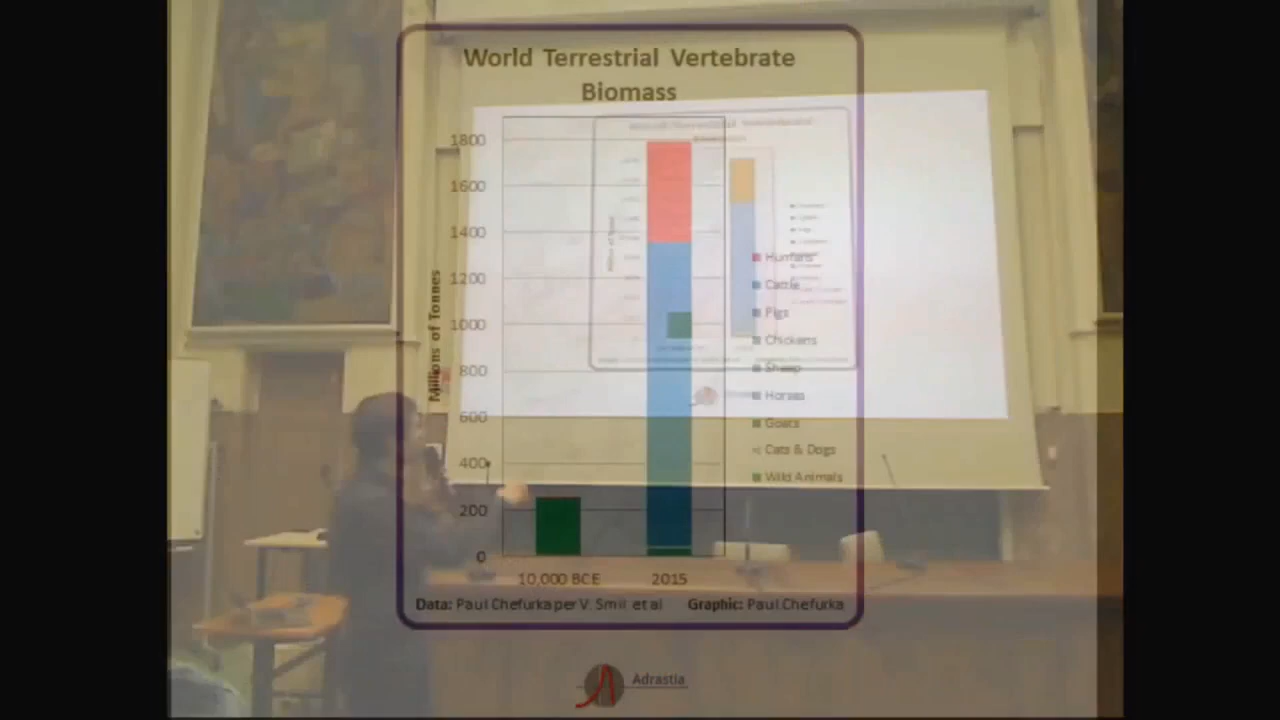 World Terrestrial Vertebrate
Biomass
Millions of Tonnes
1800
1600
1400
1200
1000
800
600
400
200
0
10,000 BCE
2015
Humans
Cattle
Pigs
Chickens
Sheep
Horses
Goats
Cats & Dogs
Wild Animals
Data: Paul Chefurka per V. Smil et al
Graphic: Paul Chefurka
Adrastia